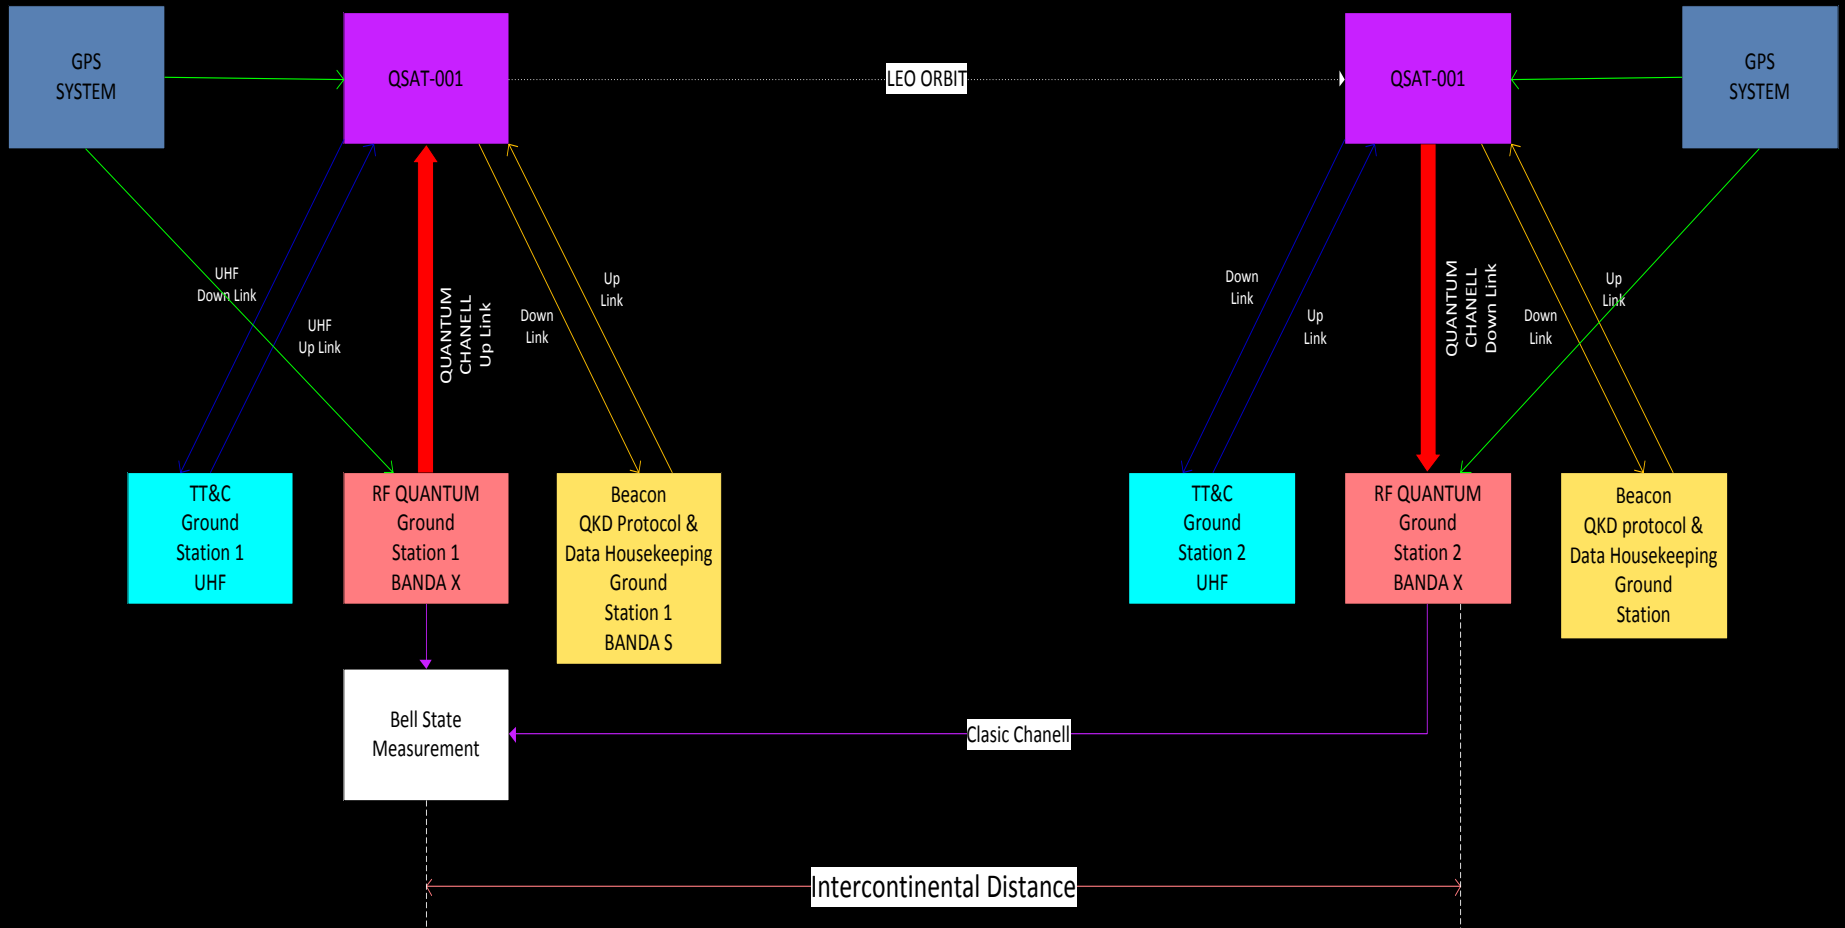 GPS
SYSTEM
QSAT-001
LEO ORBIT
QSAT-001
GPS
SYSTEM
UHF
Down Link
UHF
Up Link
QUANTUM
CHANELL
Up Link
Down
Link
Up
Link
Down
Link
Up
Link
QUANTUM
CHANELL
Down Link
Down
Link
Up
Link
TT&C
Ground
Station 1
UHF
RF QUANTUM
Ground
Station 1
BANDA X
Beacon
QKD Protocol &
Data Housekeeping
Ground
Station 1
BANDA S
TT&C
Ground
Station 2
UHF
RF QUANTUM
Ground
Station 2
BANDA X
Beacon
QKD protocol &
Data Housekeeping
Ground
Station
Bell State
Measurement
Clasic Chanell
Intercontinental Distance